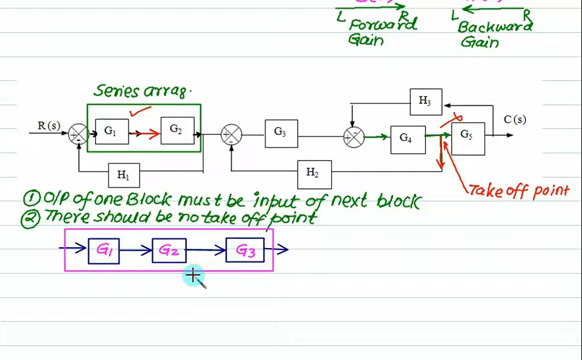 L R
Forward
Gain
L R
Backward
Gain
Series arrag.
H3
R(s)
G1
G2
G3
G4
G5
C(s)
H1
H2
Take off point
① O/P of one Block must be input of next block
② There should be no take off point
G1 G2 G3